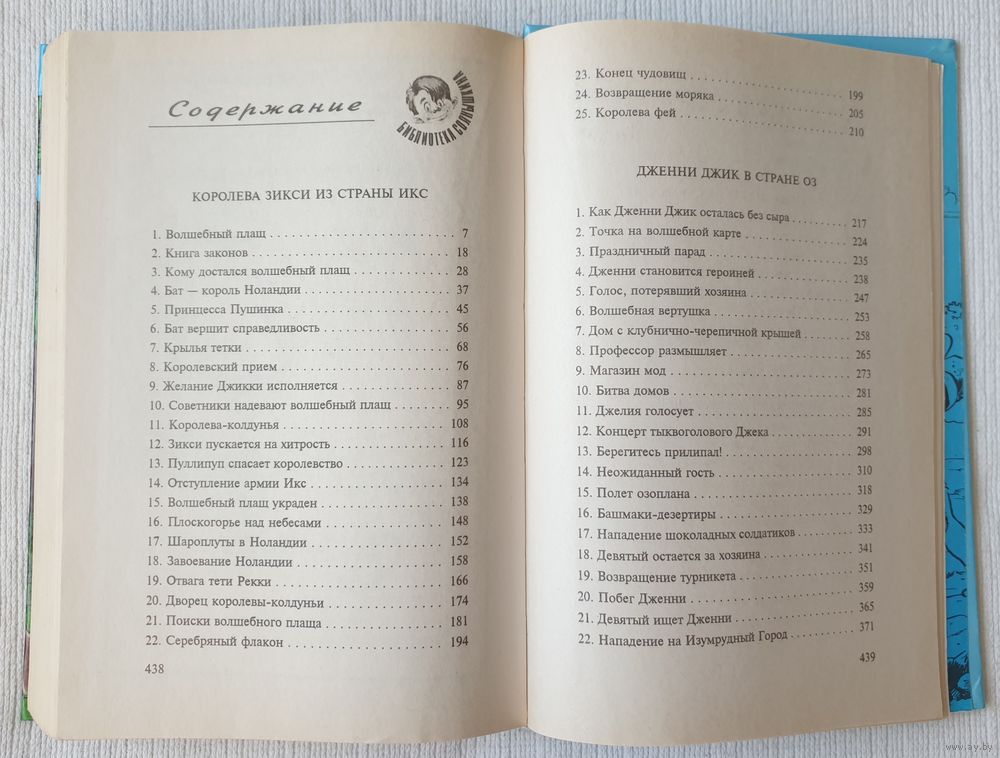 Содержание
БИБЛИОТЕКА СОЛНЫШКИНА
КОРОЛЕВА ЗИКСИ ИЗ СТРАНЫ ИКС
1. Волшебный плащ 7
2. Книга законов 18
3. Кому достался волшебный плащ 28
4. Бат — король Ноландии 37
5. Принцесса Пушинка 45
6. Бат вершит справедливость 56
7. Крылья тетки 68
8. Королевский прием 76
9. Желание Джикки исполняется 87
10. Советники надевают волшебный плащ 95
11. Королева-колдунья 108
12. Зикси пускается на хитрость 116
13. Пуллипуп спасает королевство 123
14. Отступление армии Икс 134
15. Волшебный плащ украден 138
16. Плоскогорье над небесами 148
17. Шароплуты в Ноландии 152
18. Завоевание Ноландии 158
19. Отвага тети Рекки 166
20. Дворец королевы-колдуньи 174
21. Поиски волшебного плаща 181
22. Серебряный флакон 194
438
23. Конец чудовищ 199
24. Возвращение моряка 205
25. Королева фей 210
ДЖЕННИ ДЖИК В СТРАНЕ ОЗ
1. Как Дженни Джик осталась без сыра 217
2. Точка на волшебной карте 224
3. Праздничный парад 235
4. Дженни становится героиней 238
5. Голос, потерявший хозяина 247
6. Волшебная вертушка 253
7. Дом с клубнично-черепичной крышей 258
8. Профессор размышляет 265
9. Магазин мод 273
10. Битва домов 281
11. Джелия голосует 285
12. Концерт тыквоголового Джека 291
13. Берегитесь прилипал! 298
14. Неожиданный гость 310
15. Полет озоплана 318
16. Башмаки-дезертиры 329
17. Нападение шоколадных солдатиков 333
18. Девятый остается за хозяина 341
19. Возвращение турникета 351
20. Побег Дженни 359
21. Девятый ищет Дженни 365
22. Нападение на Изумрудный Город 371
439
www.ay.by